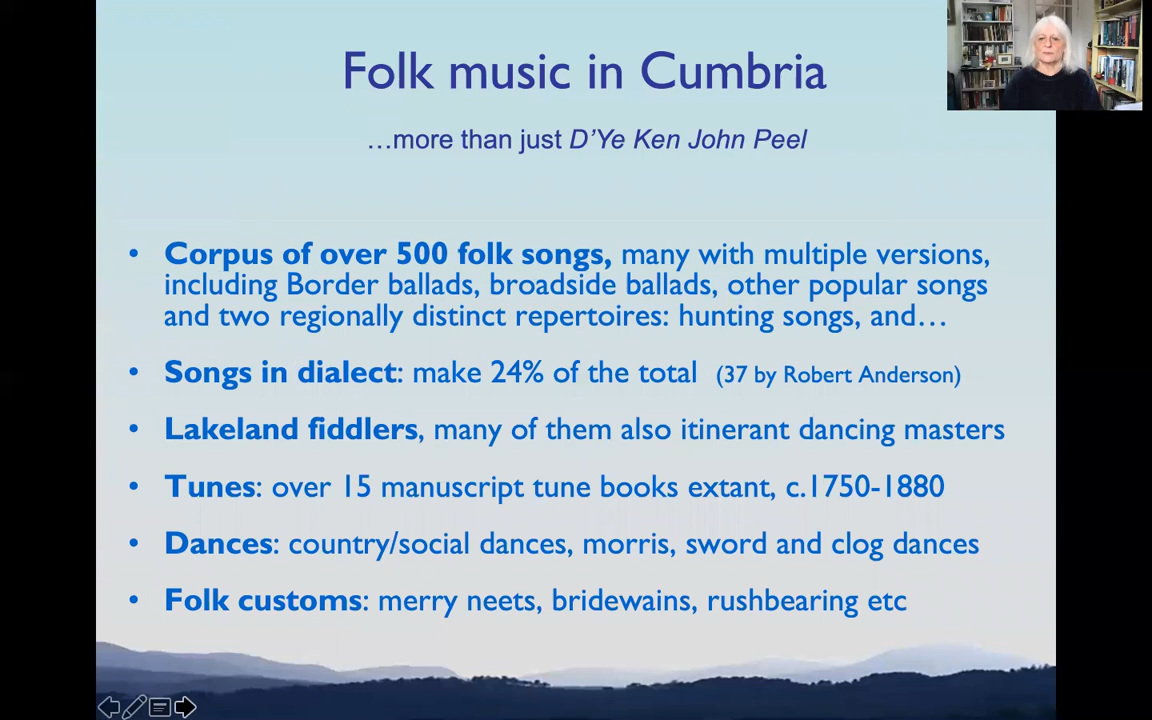 Folk music in Cumbria
…more than just D’Ye Ken John Peel
• Corpus of over 500 folk songs, many with multiple versions,
including Border ballads, broadside ballads, other popular songs
and two regionally distinct repertoires: hunting songs, and…
• Songs in dialect: make 24% of the total (37 by Robert Anderson)
• Lakeland fiddlers, many of them also itinerant dancing masters
• Tunes: over 15 manuscript tune books extant, c.1750-1880
• Dances: country/social dances, morris, sword and clog dances
• Folk customs: merry neets, bridewains, rushbearing etc